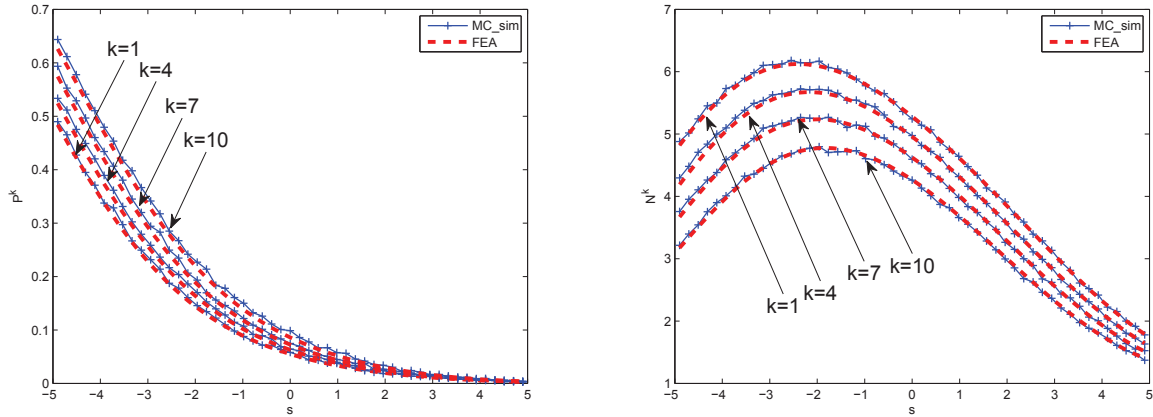 0.7
0.6
0.5
0.4
0.3
0.2
0.1
0
P^k
−5 −4 −3 −2 −1 0 1 2 3 4 5
s
MC_sim
FEA
k=1
k=4
k=7
k=10
7
6
5
4
3
2
1
N^k
−5 −4 −3 −2 −1 0 1 2 3 4 5
s
MC_sim
FEA
k=10
k=7
k=4
k=1